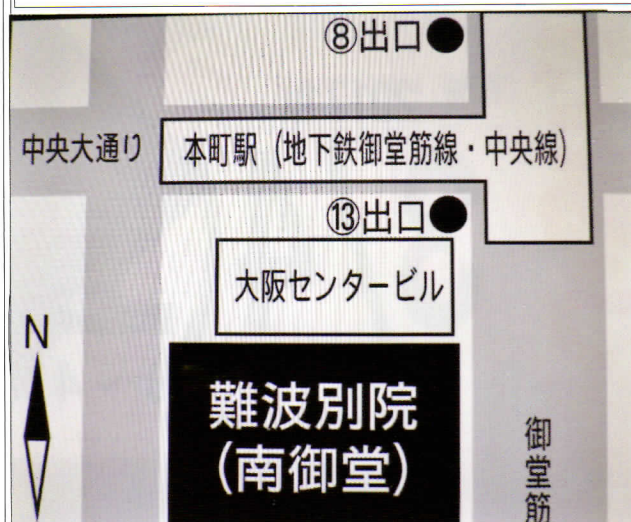 ⑧出口
中央大通り
本町駅 (地下鉄御堂筋線・中央線)
⑬出口
大阪センタービル
N
難波別院
(南御堂)
御堂筋